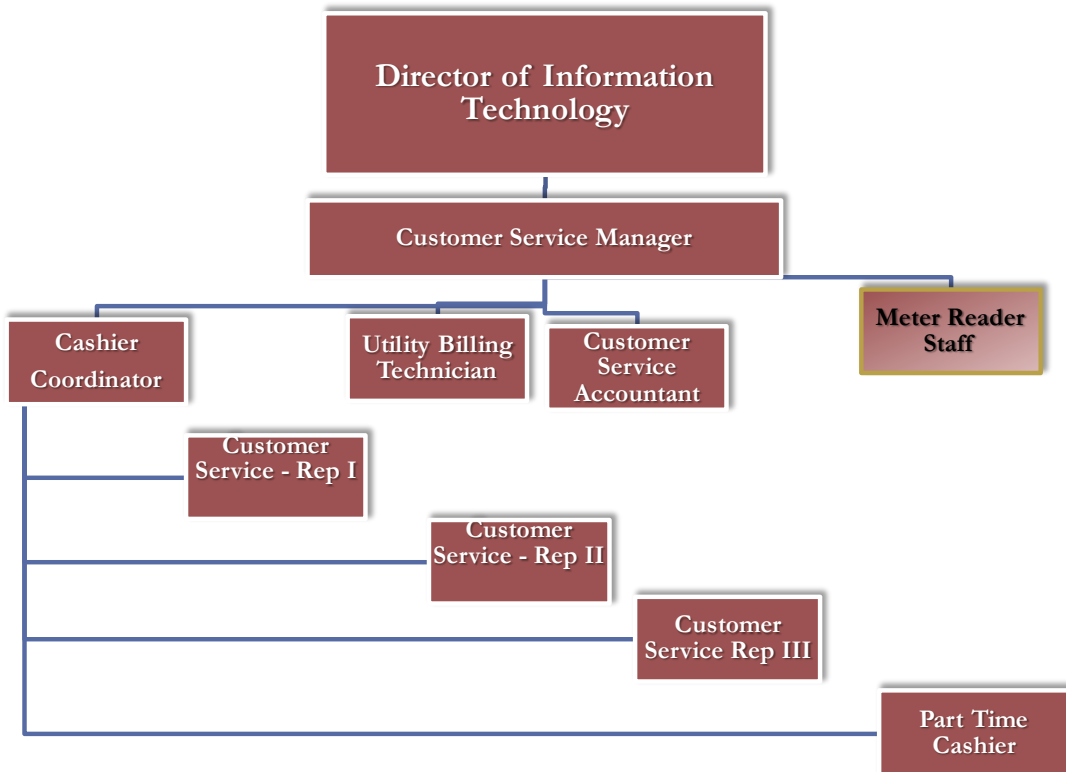 Director of Information
Technology
Customer Service Manager
Cashier
Coordinator
Utility Billing
Technician
Customer
Service
Accountant
Meter Reader
Staff
Customer
Service - Rep I
Customer
Service - Rep II
Customer
Service Rep III
Part Time
Cashier